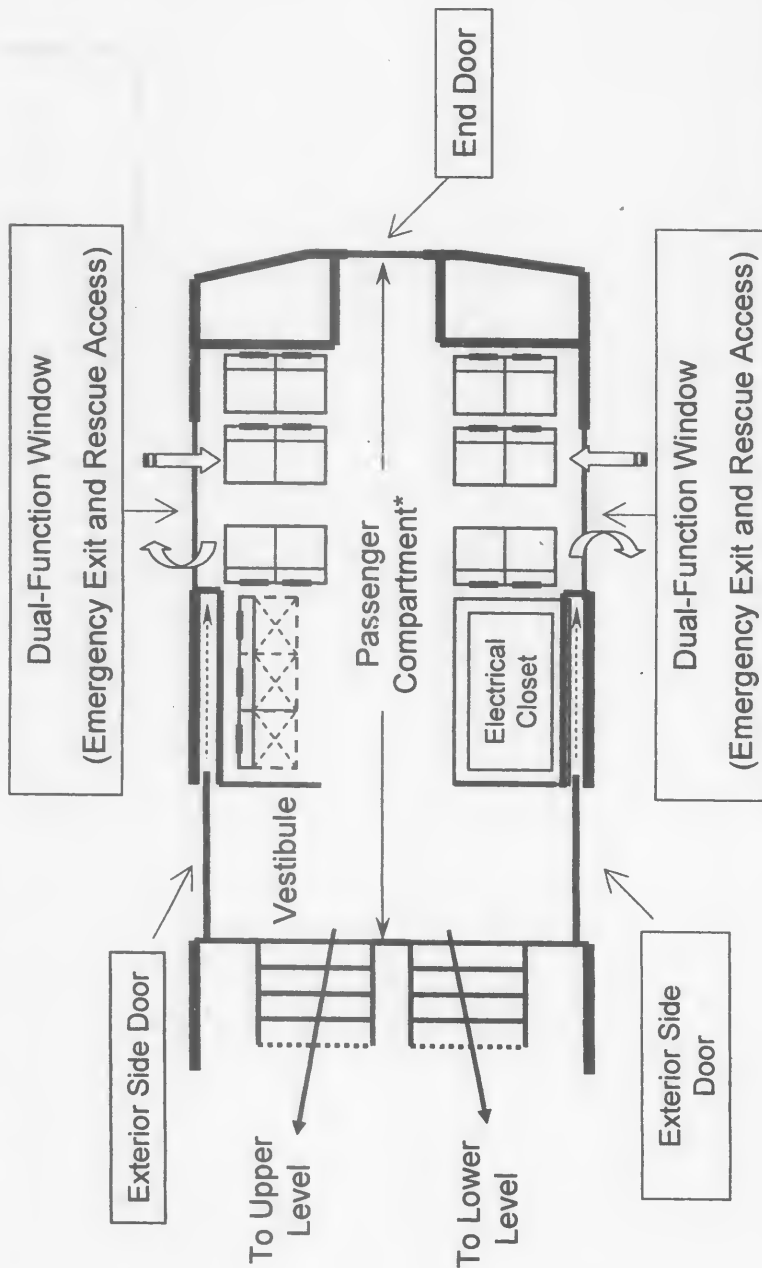 Dual-Function Window
(Emergency Exit and Rescue Access)
Exterior Side Door
End Door
To Upper
Level
Vestibule
Passenger
Compartment*
Electrical
Closet
To Lower
Level
Exterior Side
Door
Dual-Function Window
(Emergency Exit and Rescue Access)